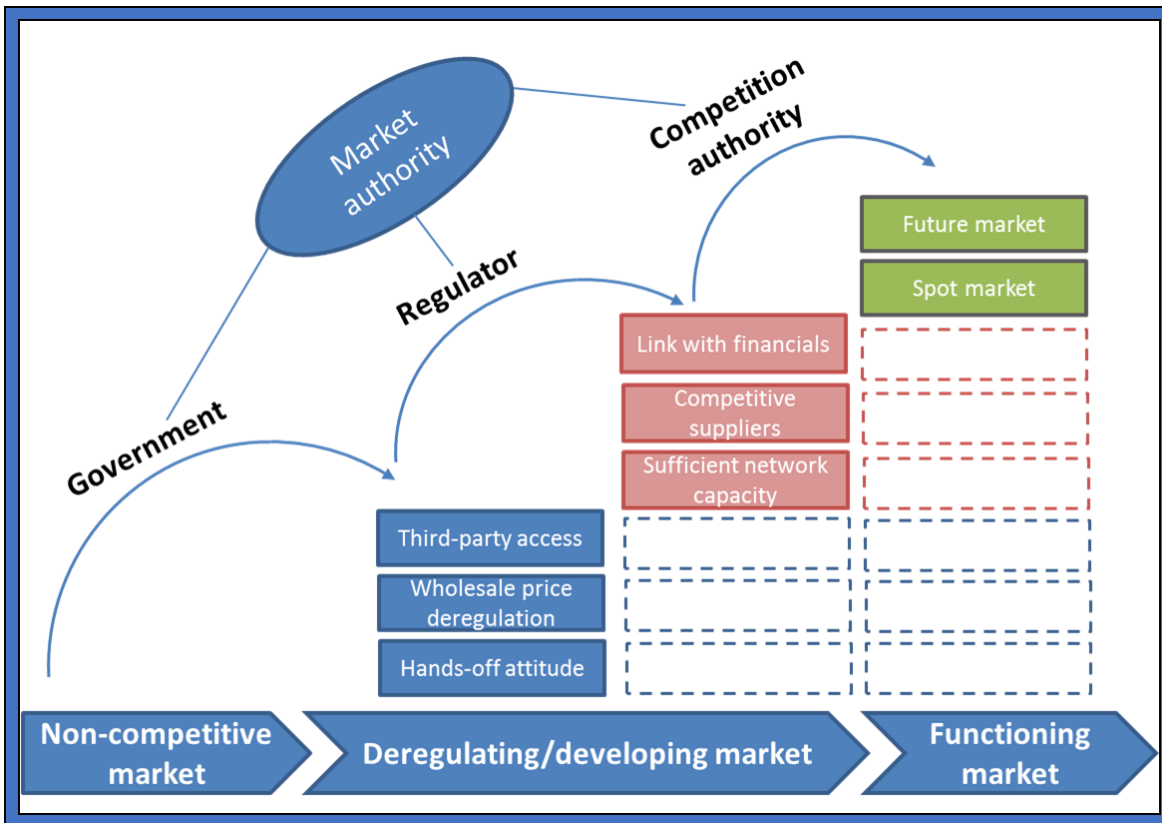 Market
authority
Competition
authority
Future market
Spot market
Regulator
Link with financials
Competitive
suppliers
Sufficient network
capacity
Government
Third-party access
Wholesale price
deregulation
Hands-off attitude
Non-competitive
market
Deregulating/developing market
Functioning
market